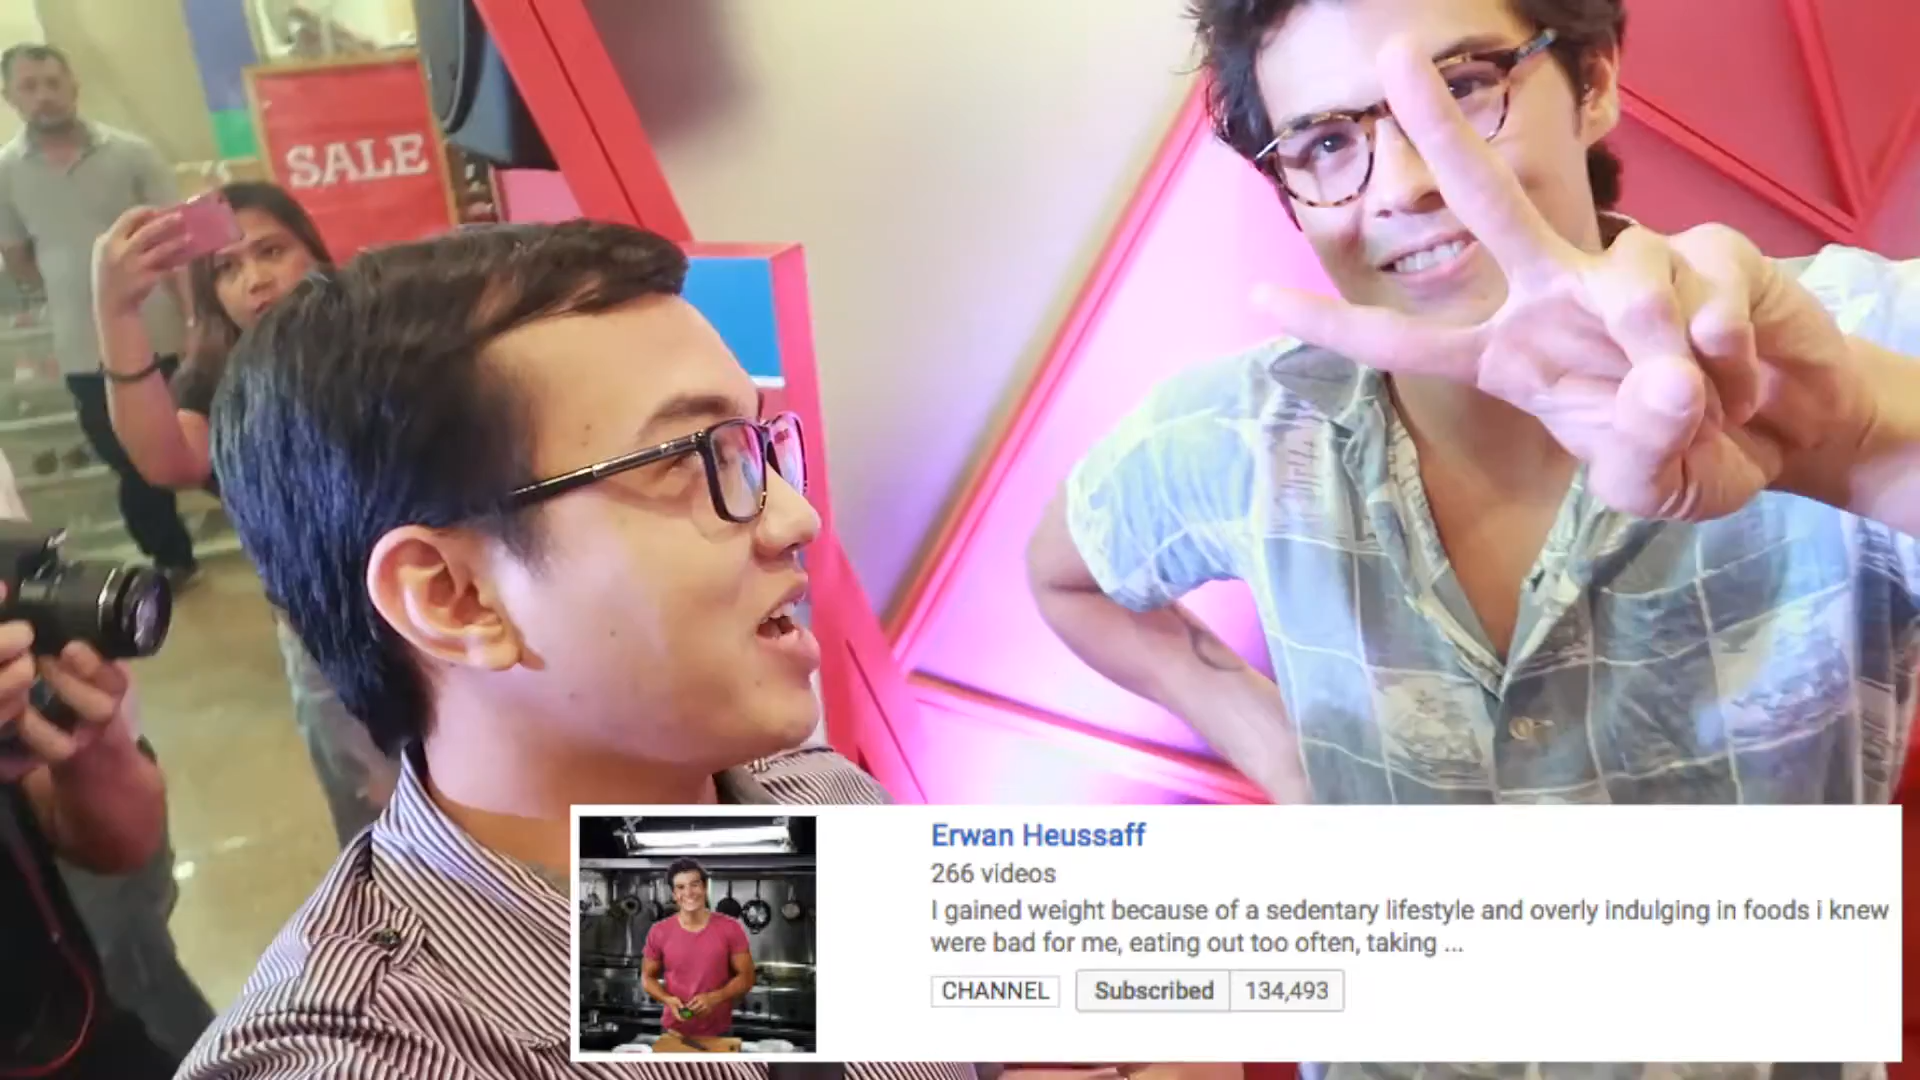 SALE
Erwan Heussaff
266 videos
I gained weight because of a sedentary lifestyle and overly indulging in foods i knew
were bad for me, eating out too often, taking ...
CHANNEL
Subscribed 134,493